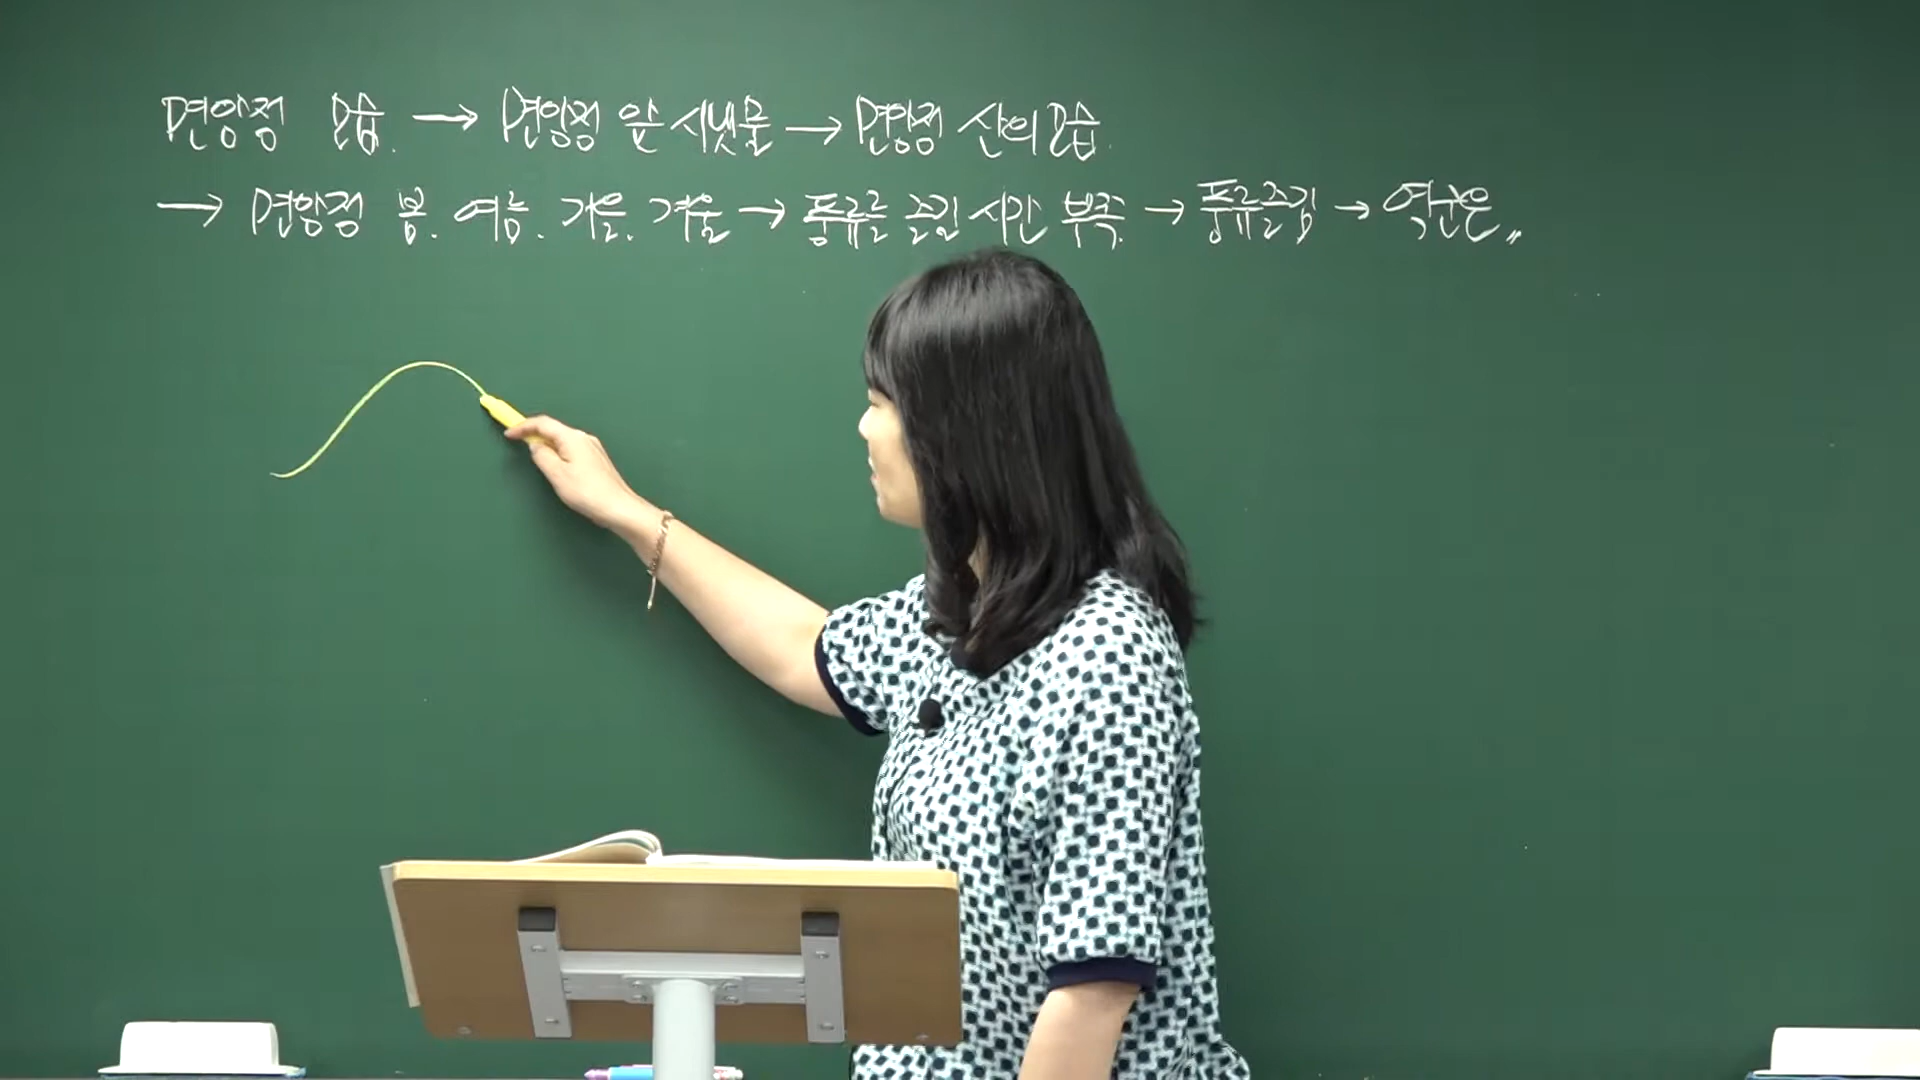 면앙정 모습. → 면앙정 앞 시냇물 → 면앙정 산의 모습.
→ 면앙정 봄. 여름. 가을. 겨울 → 풍류를 즐길 시간 부족. → 풍류즐김 → 역군은〃